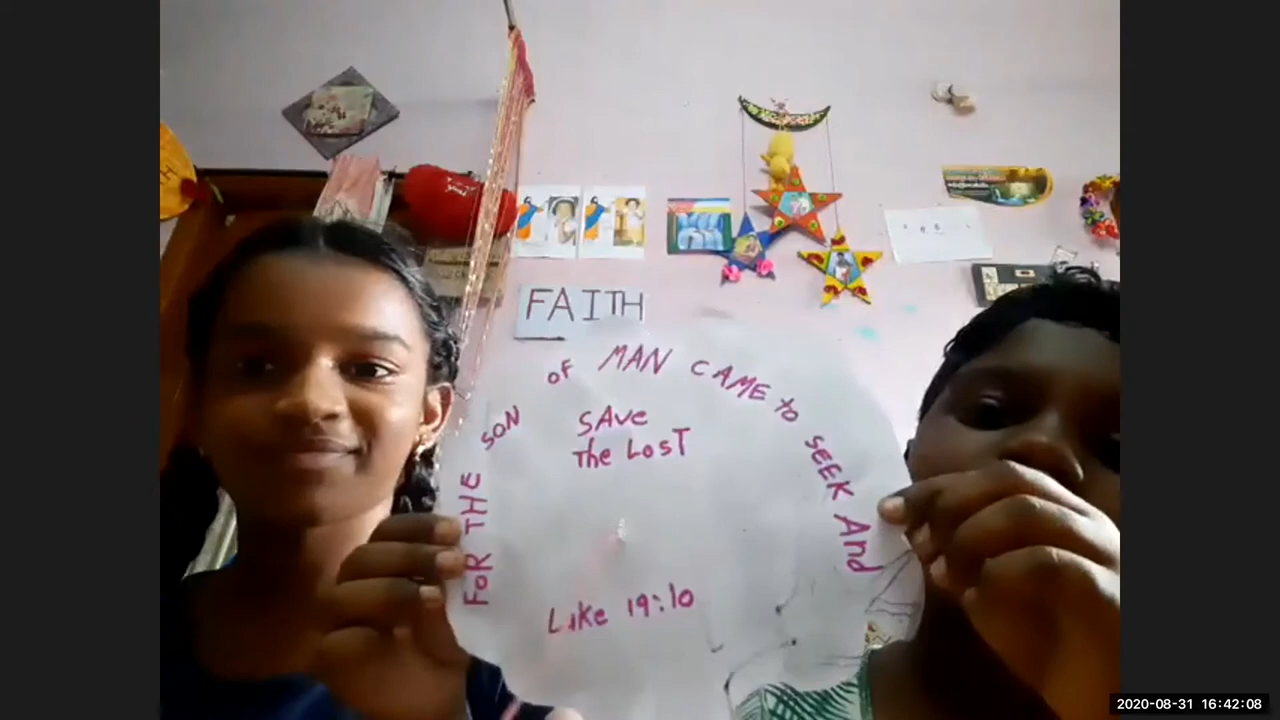 FAITH
FoR THE SON oF MAN CAME to SEEK And
SAve
The LosT
Luke 19:10
2020-08-31 16:42:08